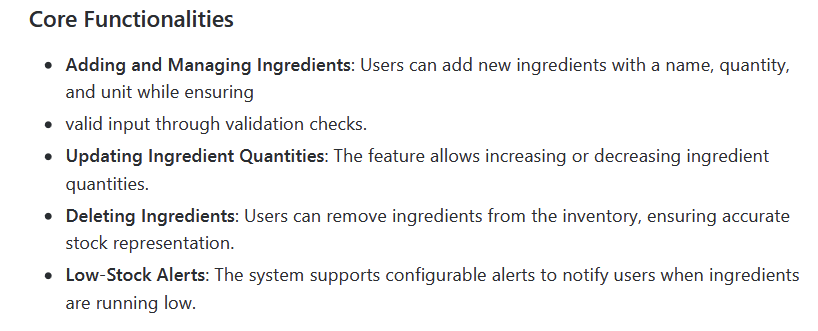 Core Functionalities
• Adding and Managing Ingredients: Users can add new ingredients with a name, quantity,
and unit while ensuring
• valid input through validation checks.
• Updating Ingredient Quantities: The feature allows increasing or decreasing ingredient
quantities.
• Deleting Ingredients: Users can remove ingredients from the inventory, ensuring accurate
stock representation.
• Low-Stock Alerts: The system supports configurable alerts to notify users when ingredients
are running low.